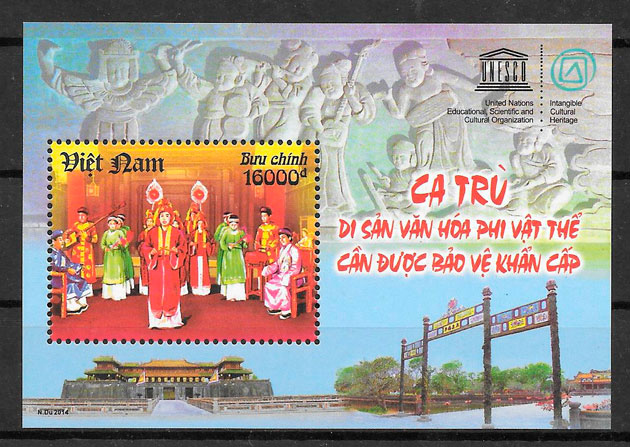 UNESCO
United Nations
Educational, Scientific and
Cultural Organization
Intangible
Cultural
Heritage
Việt Nam
Bưu chính
16000đ
CA TRÙ
DI SẢN VĂN HÓA PHI VẬT THỂ
CẦN ĐƯỢC BẢO VỆ KHẨN CẤP
N.DU 2014